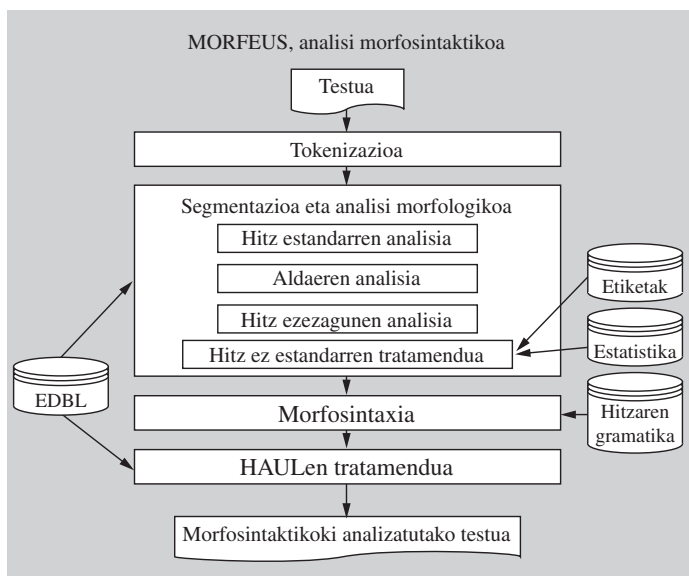 MORFEUS, analisi morfosintaktikoa
Testua
Tokenizazioa
Segmentazioa eta analisi morfologikoa
Hitz estandarren analisia
Aldaeren analisia
Hitz ezezagunen analisia
Hitz ez estandarren tratamendua
Etiketak
Estatistika
EDBL
Morfosintaxia
Hitzaren
gramatika
HAULen tratamendua
Morfosintaktikoki analizatutako testua